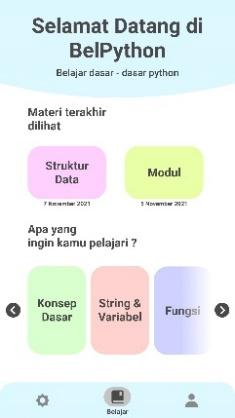 Selamat Datang di
BelPython
Belajar dasar - dasar python
Materi terakhir
dilihat
Struktur
Data
Modul
7 November 2021
5 November 2021
Apa yang
ingin kamu pelajari ?
Konsep
Dasar
String &
Variabel
Fungsi
Belajar